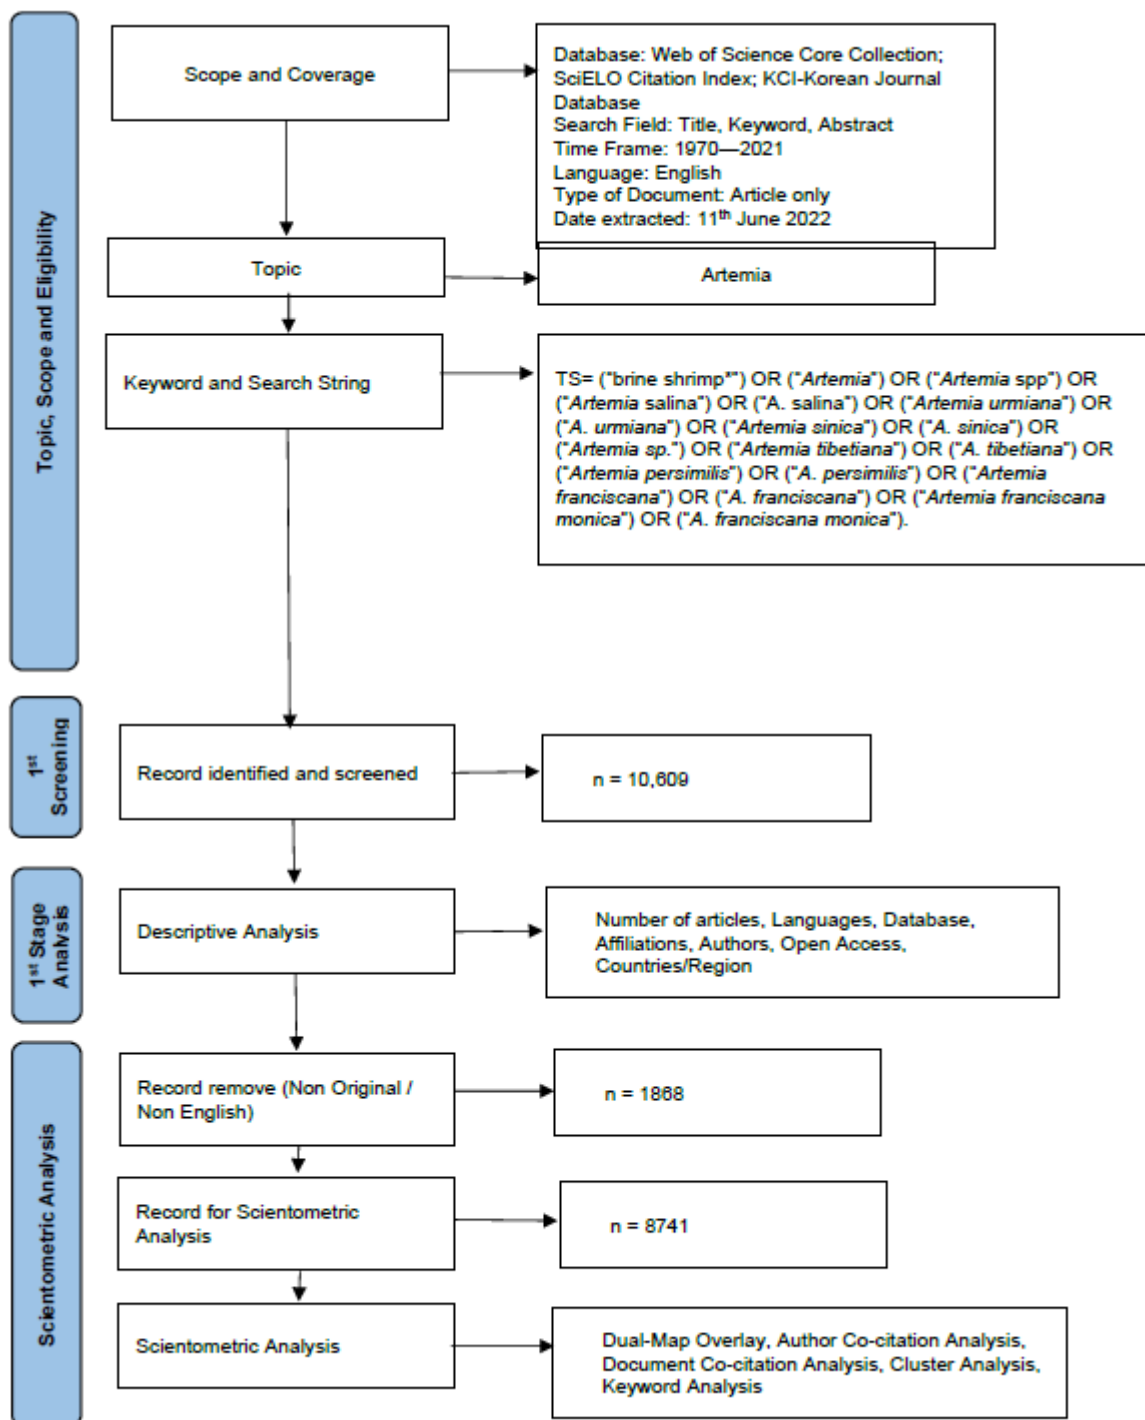 Topic, Scope and Eligibility
Scope and Coverage
Database: Web of Science Core Collection;
SciELO Citation Index; KCI-Korean Journal
Database
Search Field: Title, Keyword, Abstract
Time Frame: 1970—2021
Language: English
Type of Document: Article only
Date extracted: 11th June 2022
Topic
Artemia
Keyword and Search String
TS= ("brine shrimp*") OR ("Artemia") OR ("Artemia spp) OR
("Artemia salina") OR ("A. salina") OR ("Artemia urmiana") OR
("A. urmiana") OR ("Artemia sinica") OR ("A. sinica") OR
("Artemia sp.") OR ("Artemia tibetiana") OR ("A. tibetiana") OR
("Artemia persimilis") OR ("A. persimilis") OR ("Artemia
franciscana") OR ("A. franciscana") OR ("Artemia franciscana
monica") OR ("A. franciscana monica").
1st
Screening
Record identified and screened
n = 10,609
1st Stage
Analysis
Descriptive Analysis
Number of articles, Languages, Database,
Affiliations, Authors, Open Access,
Countries/Region
Scientometric Analysis
Record remove (Non Original /
Non English)
n = 1868
Record for Scientometric
Analysis
n = 8741
Scientometric Analysis
Dual-Map Overlay, Author Co-citation Analysis,
Document Co-citation Analysis, Cluster Analysis,
Keyword Analysis